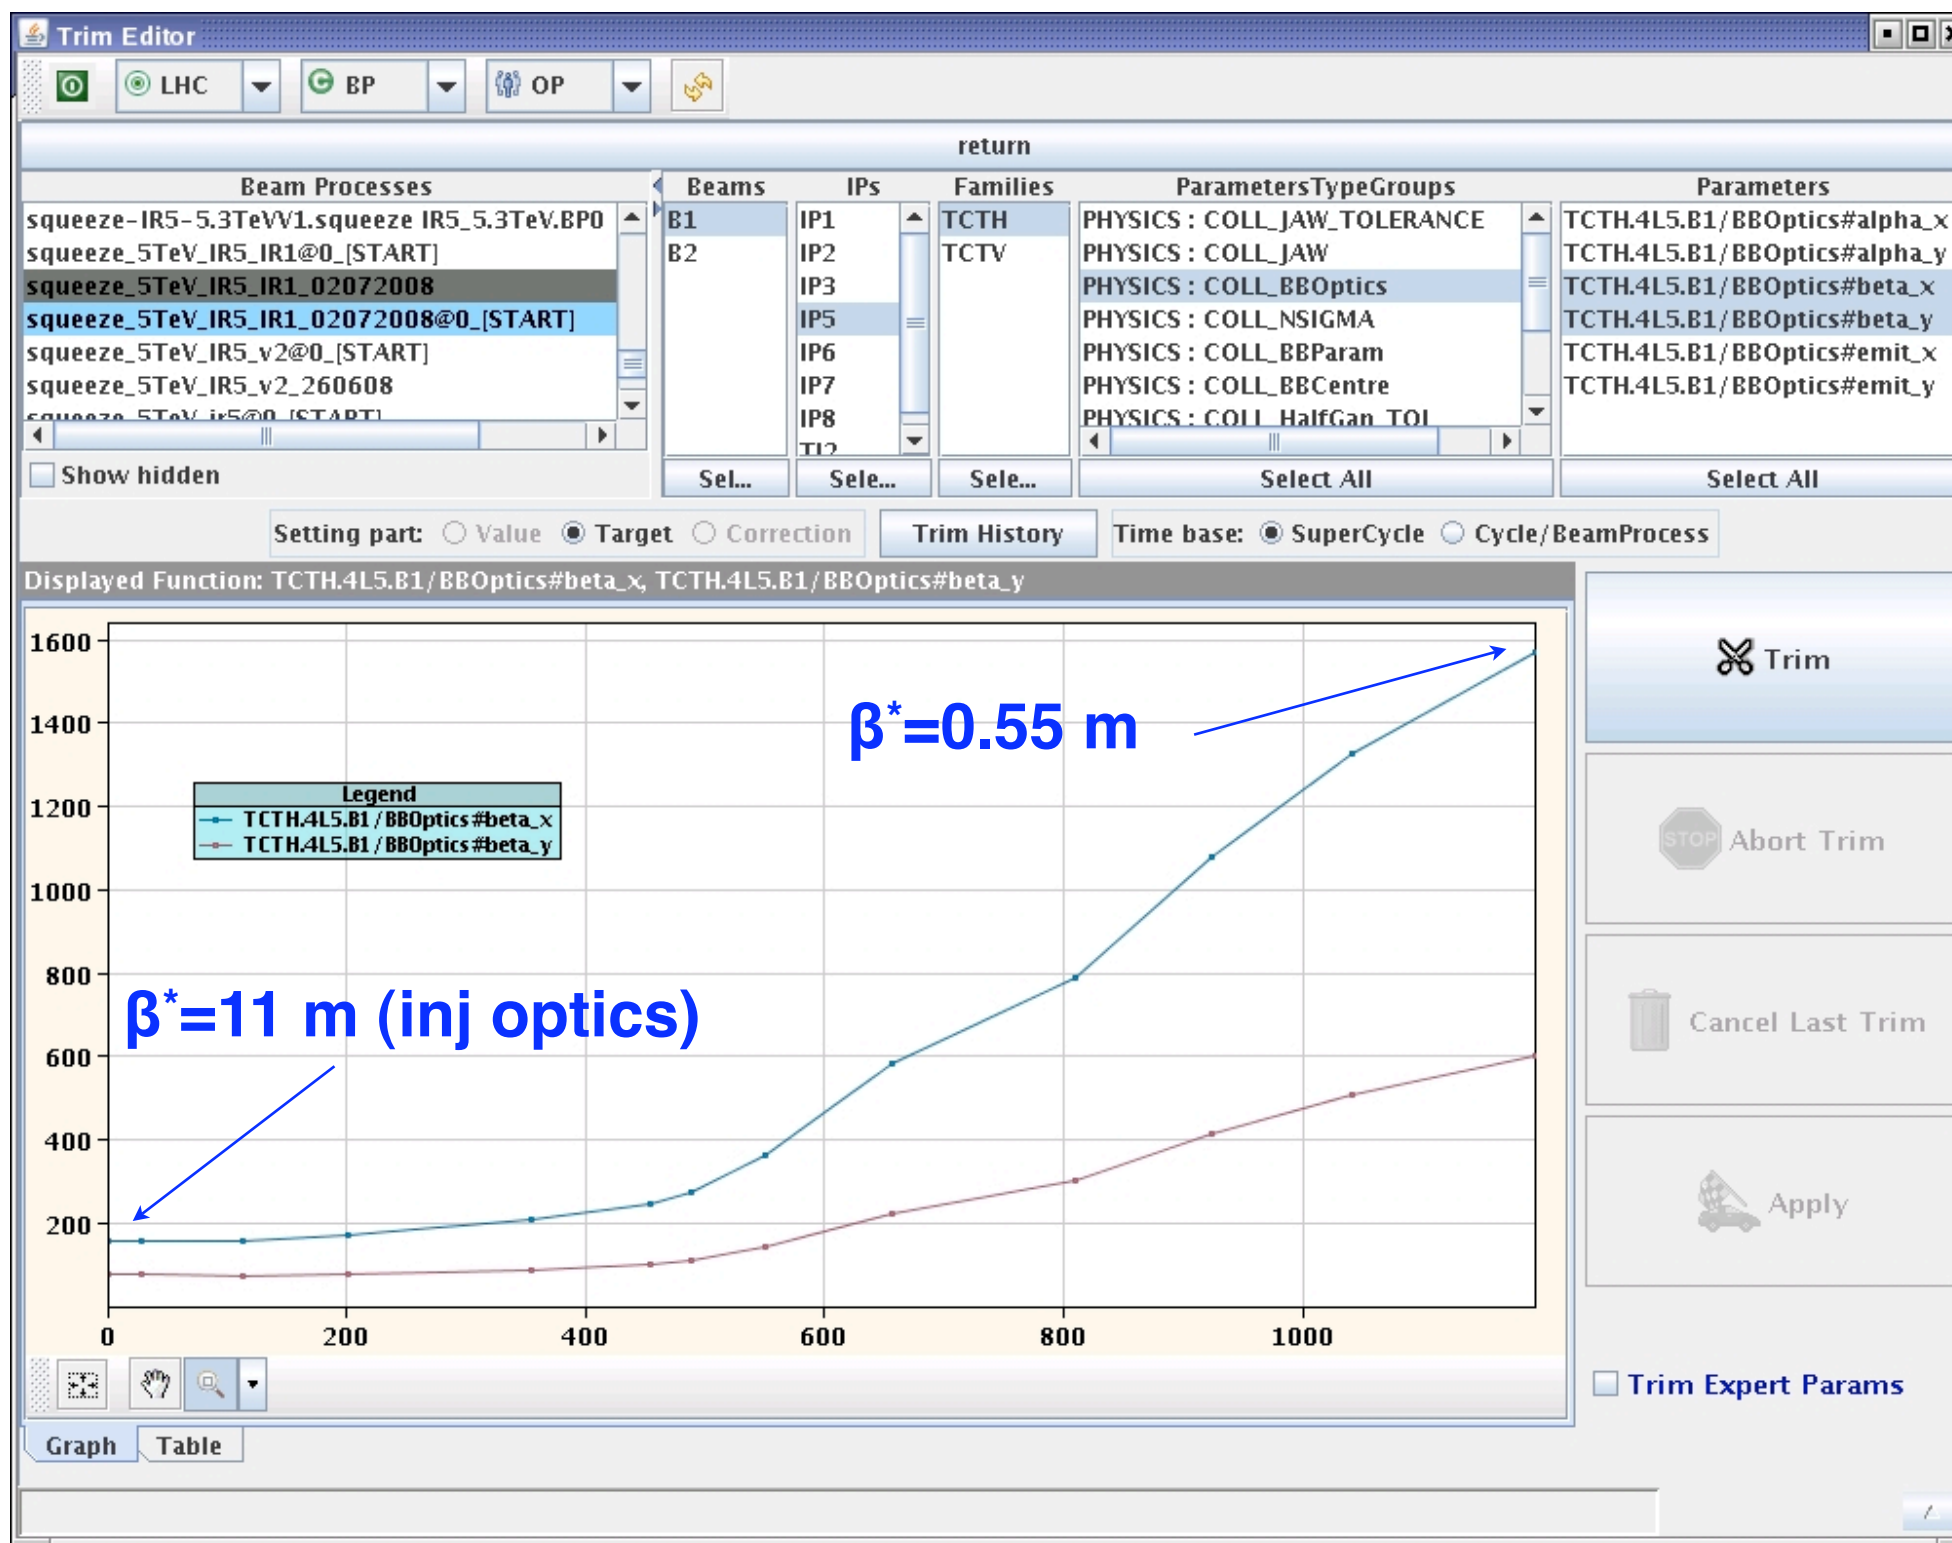 Trim Editor
LHC BP OP
return
Beam Processes Beams IPs Families ParametersTypeGroups Parameters
squeeze-IR5-5.3TeVV1.squeeze IR5_5.3TeV.BP0 B1 IP1 TCTH PHYSICS : COLL_JAW_TOLERANCE TCTH.4L5.B1/BBOptics#alpha_x
squeeze_5TeV_IR5_IR1@0_[START] B2 IP2 TCTV PHYSICS : COLL_JAW TCTH.4L5.B1/BBOptics#alpha_y
squeeze_5TeV_IR5_IR1_02072008 IP3 PHYSICS : COLL_BBOptics TCTH.4L5.B1/BBOptics#beta_x
squeeze_5TeV_IR5_IR1_02072008@0_[START] IP5 PHYSICS : COLL_NSIGMA TCTH.4L5.B1/BBOptics#beta_y
squeeze_5TeV_IR5_v2@0_[START] IP6 PHYSICS : COLL_BBParam TCTH.4L5.B1/BBOptics#emit_x
squeeze_5TeV_IR5_v2_260608 IP7 PHYSICS : COLL_BBCentre TCTH.4L5.B1/BBOptics#emit_y
squeeze_5TeV_ir5@0_[START] IP8 PHYSICS : COLL_HalfGap_TOL
TI2
Show hidden Sel... Sele... Sele... Select All Select All
Setting part: Value Target Correction Trim History Time base: SuperCycle Cycle/BeamProcess
Displayed Function: TCTH.4L5.B1/BBOptics#beta_x, TCTH.4L5.B1/BBOptics#beta_y
1600
Trim
β*=0.55 m
1400
Legend
1200
TCTH.4L5.B1/BBOptics#beta_x
TCTH.4L5.B1/BBOptics#beta_y
STOP Abort Trim
1000
800
β*=11 m (inj optics)
Cancel Last Trim
600
400
Apply
200
0 200 400 600 800 1000
Trim Expert Params
Graph Table